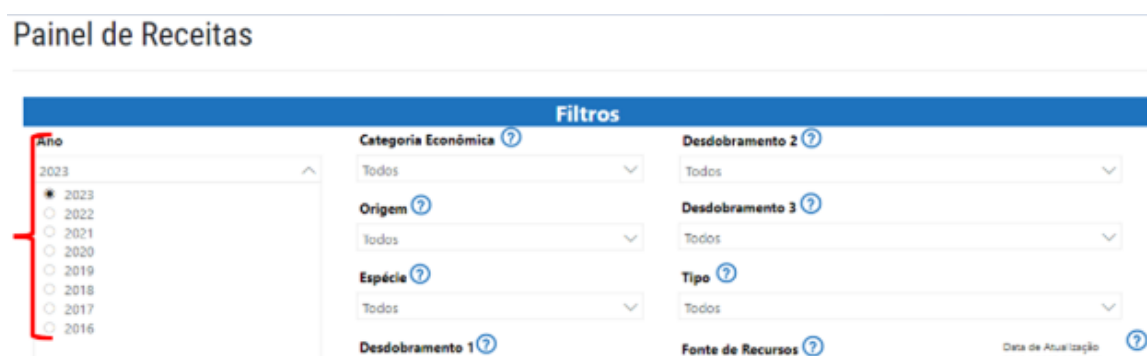 Painel de Receitas
Filtros
Ano
2023
2023
2022
2021
2020
2019
2018
2017
2016
Categoria Econômica ?
Todos
Origem ?
Todos
Espécie ?
Todos
Desdobramento 1 ?
Desdobramento 2 ?
Todos
Desdobramento 3 ?
Todos
Tipo ?
Todos
Fonte de Recursos ?
Data de Atualização ?